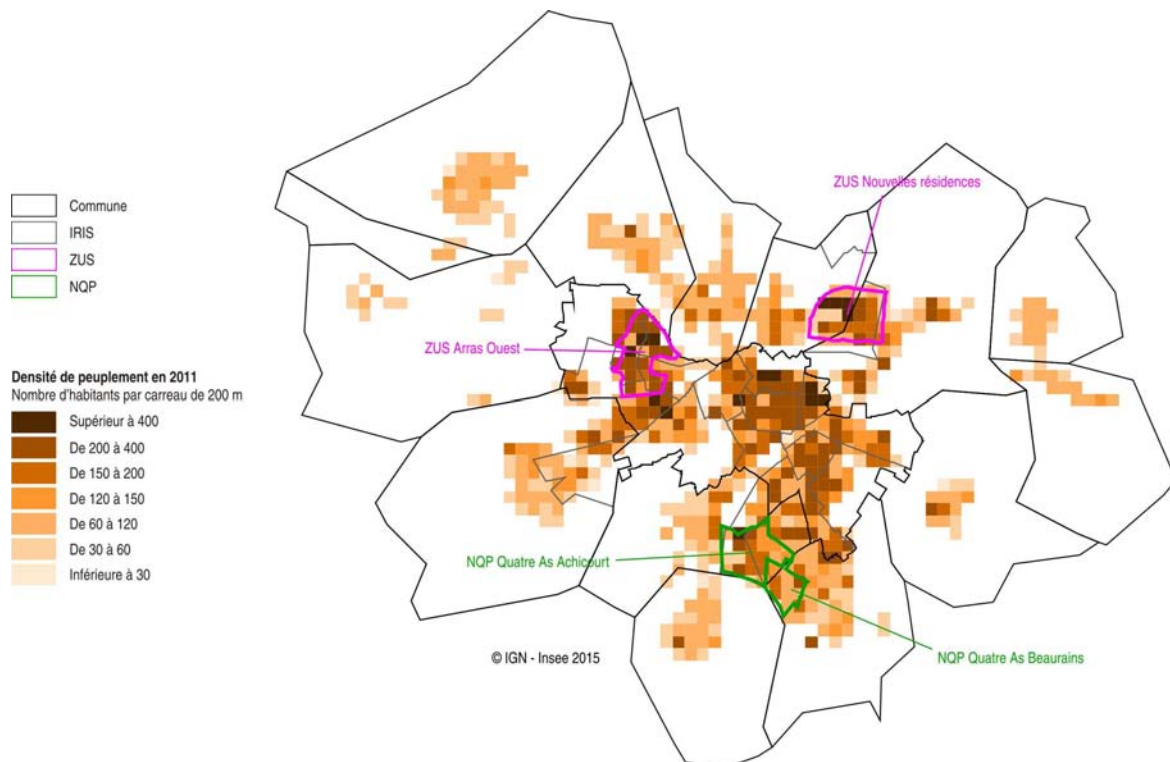 Commune
IRIS
ZUS
NQP
Densité de peuplement en 2011
Nombre d'habitants par carreau de 200 m
Supérieur à 400
De 200 à 400
De 150 à 200
De 120 à 150
De 60 à 120
De 30 à 60
Inférieure à 30
ZUS Nouvelles résidences
ZUS Arras Ouest
NQP Quatre As Achicourt
NQP Quatre As Beaurains
© IGN - Insee 2015